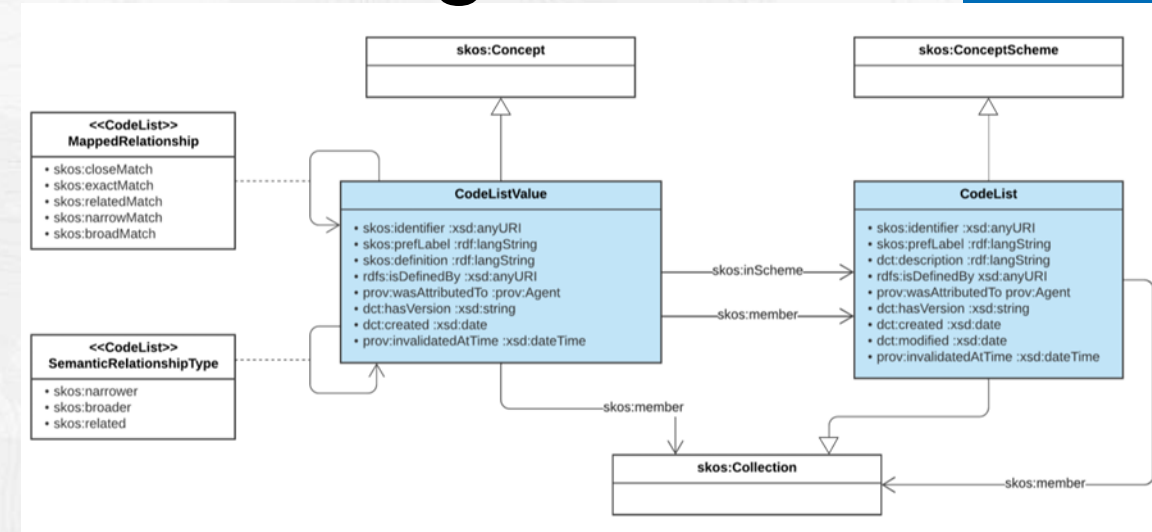 skos:Concept
skos:ConceptScheme
<<CodeList>>
MappedRelationship
• skos:closeMatch
• skos:exactMatch
• skos:relatedMatch
• skos:narrowMatch
• skos:broadMatch
CodeListValue
• skos:identifier :xsd:anyURI
• skos:prefLabel :rdf:langString
• skos:definition :rdf:langString
• rdfs:isDefinedBy :xsd:anyURI
• prov:wasAttributedTo :prov:Agent
• dct:hasVersion :xsd:string
• dct:created :xsd:date
• prov:invalidatedAtTime :xsd:dateTime
skos:inScheme
skos:member
CodeList
• skos:identifier :xsd:anyURI
• skos:prefLabel :rdf:langString
• dct:description :rdf:langString
• rdfs:isDefinedBy xsd:anyURI
• prov:wasAttributedTo prov:Agent
• dct:hasVersion :xsd:string
• dct:created :xsd:date
• dct:modified :xsd:date
• prov:invalidatedAtTime :xsd:dateTime
<<CodeList>>
SemanticRelationshipType
• skos:narrower
• skos:broader
• skos:related
skos:member
skos:Collection
skos:member